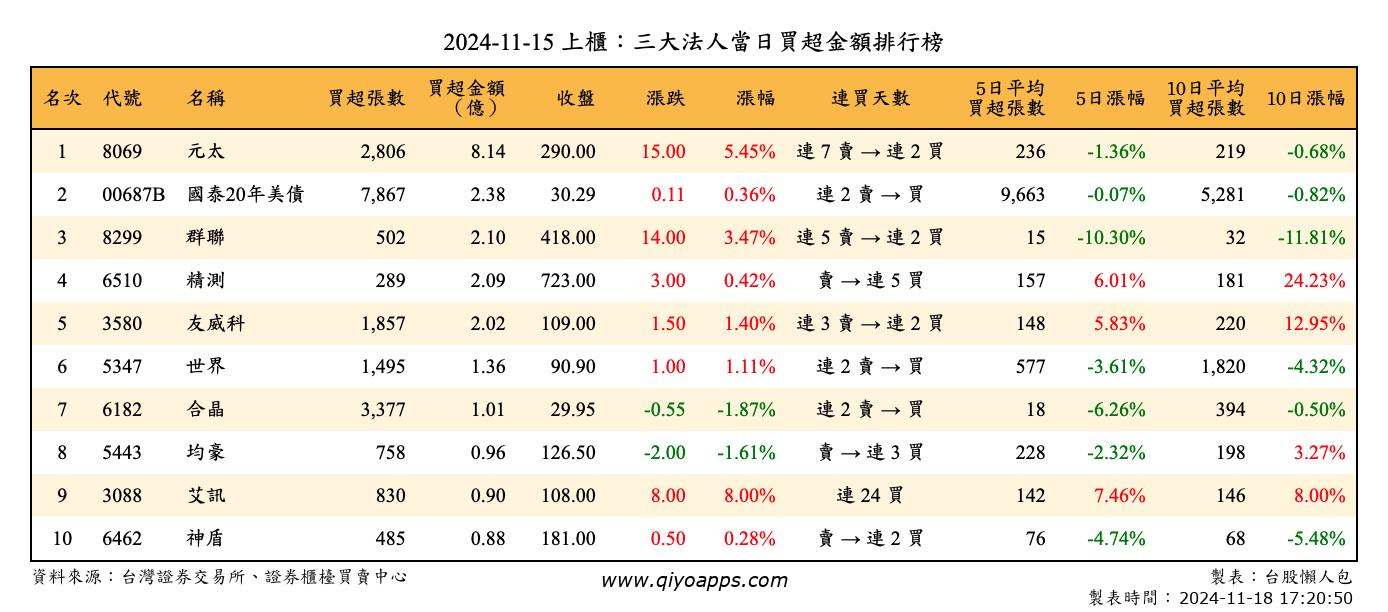 2024-11-15 上櫃：三大法人當日買超金額排行榜
名次 代號 名稱 買超張數 買超金額（億） 收盤 漲跌 漲幅 連買天數 5日平均買超張數 5日漲幅 10日平均買超張數 10日漲幅
1 8069 元太 2,806 8.14 290.00 15.00 5.45% 連 7 賣 → 連 2 買 236 -1.36% 219 -0.68%
2 00687B 國泰20年美債 7,867 2.38 30.29 0.11 0.36% 連 2 賣 → 買 9,663 -0.07% 5,281 -0.82%
3 8299 群聯 502 2.10 418.00 14.00 3.47% 連 5 賣 → 連 2 買 15 -10.30% 32 -11.81%
4 6510 精測 289 2.09 723.00 3.00 0.42% 賣 → 連 5 買 157 6.01% 181 24.23%
5 3580 友威科 1,857 2.02 109.00 1.50 1.40% 連 3 賣 → 連 2 買 148 5.83% 220 12.95%
6 5347 世界 1,495 1.36 90.90 1.00 1.11% 連 2 賣 → 買 577 -3.61% 1,820 -4.32%
7 6182 合晶 3,377 1.01 29.95 -0.55 -1.87% 連 2 賣 → 買 18 -6.26% 394 -0.50%
8 5443 均豪 758 0.96 126.50 -2.00 -1.61% 賣 → 連 3 買 228 -2.32% 198 3.27%
9 3088 艾訊 830 0.90 108.00 8.00 8.00% 連 24 買 142 7.46% 146 8.00%
10 6462 神盾 485 0.88 181.00 0.50 0.28% 賣 → 連 2 買 76 -4.74% 68 -5.48%
資料來源：台灣證券交易所、證券櫃檯買賣中心 www.qiyoapps.com 製表：台股懶人包
製表時間：2024-11-18 17:20:50